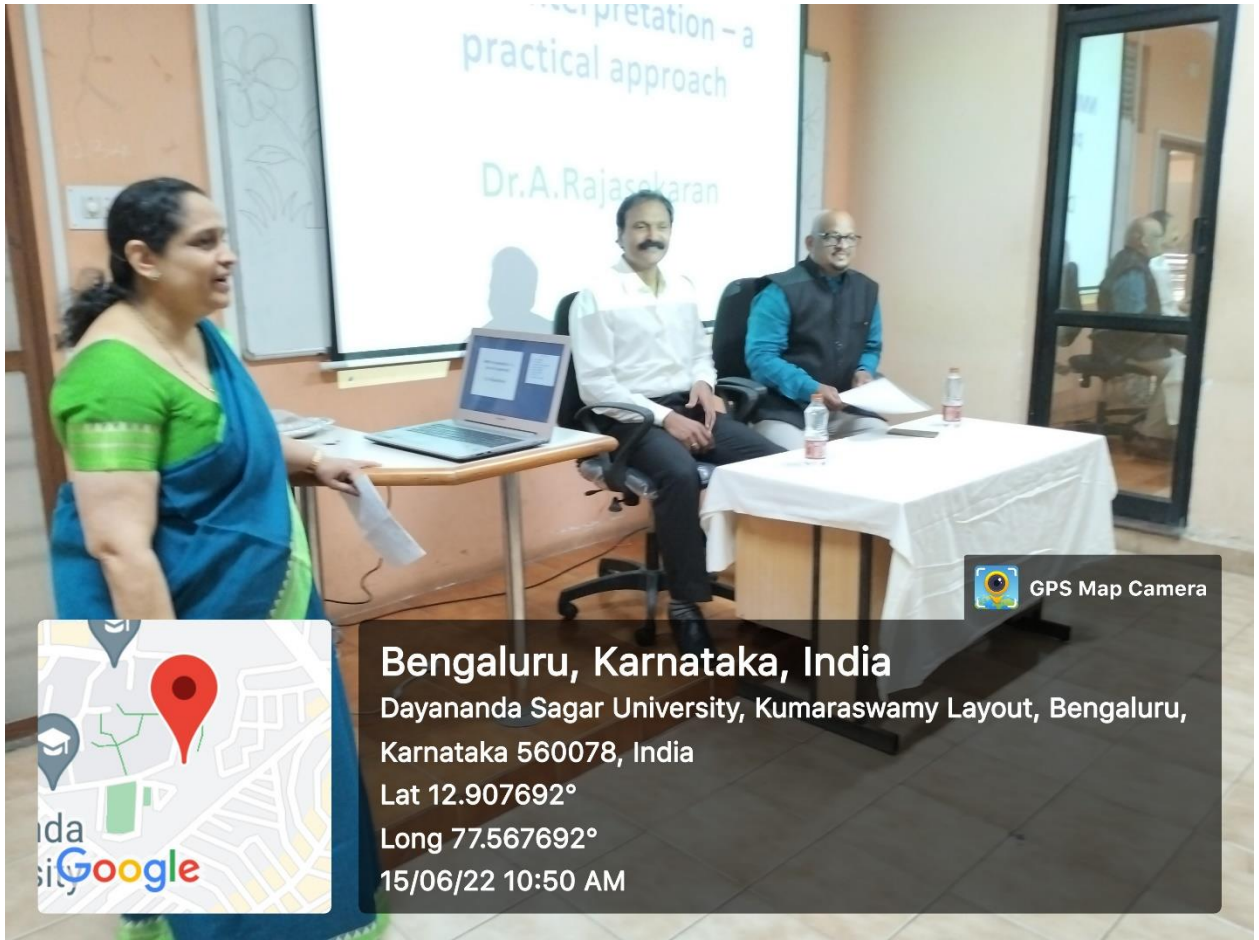 interpretation – a
practical approach
Dr.A.Rajasekaran
GPS Map Camera
Bengaluru, Karnataka, India
Dayananda Sagar University, Kumaraswamy Layout, Bengaluru,
Karnataka 560078, India
Lat 12.907692°
Long 77.567692°
15/06/22 10:50 AM
Google